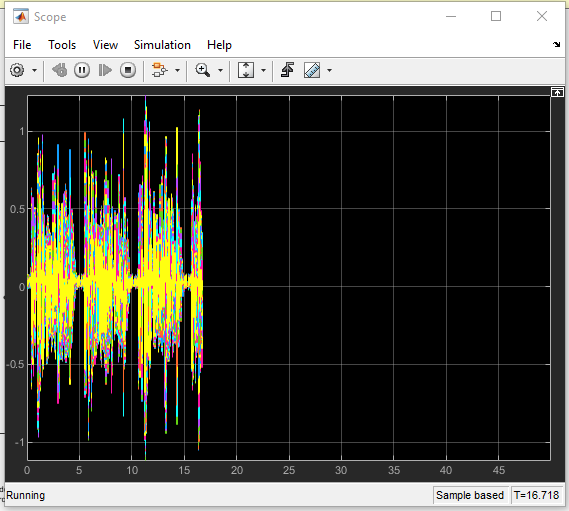 Scope
File Tools View Simulation Help
1
0.5
0
-0.5
-1
0 5 10 15 20 25 30 35 40 45
Running Sample based T=16.718